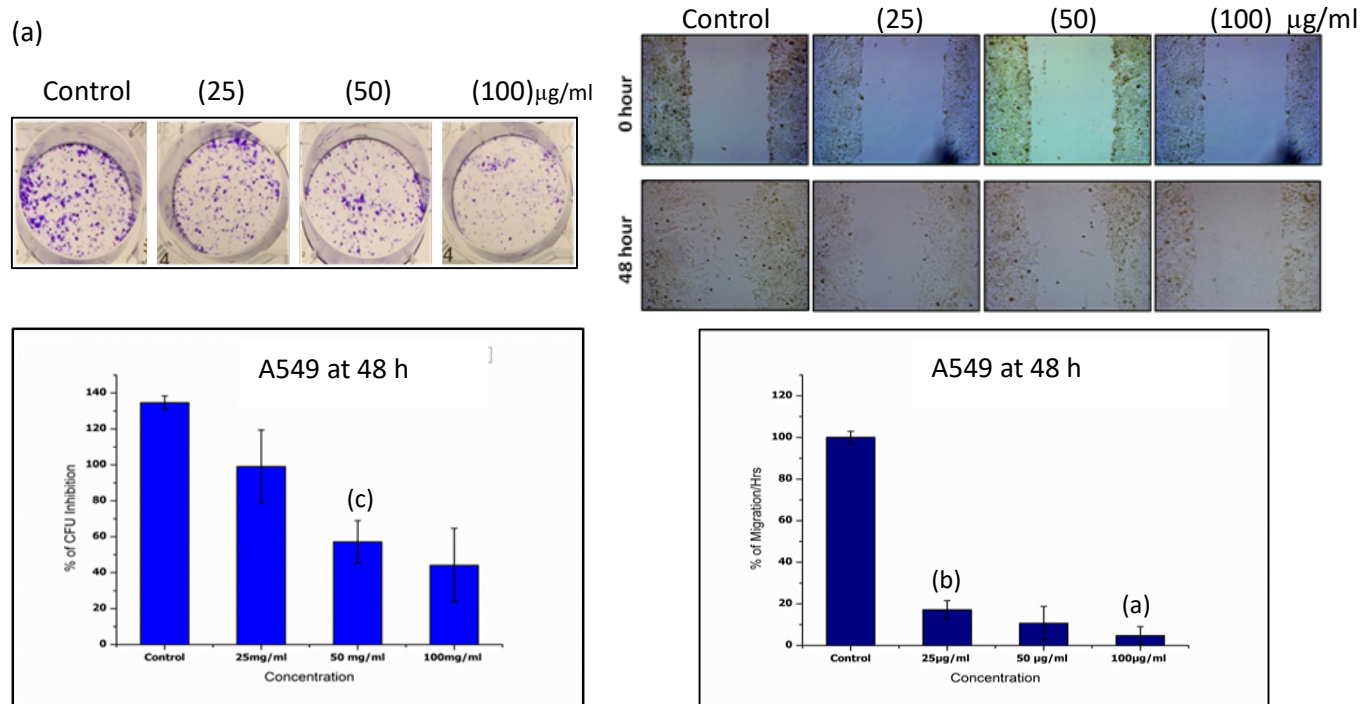 (a)
Control (25) (50) (100) μg/ml
0 hour
48 hour
Control (25) (50) (100)μg/ml
4
4
A549 at 48 h
]
% of CFU Inhibition
140
120
100
80
60
40
20
0
(c)
Control 25mg/ml 50 mg/ml 100mg/ml
Concentration
A549 at 48 h
% of Migration/Hrs
120
100
80
60
40
20
0
(b)
(a)
Control 25μg/ml 50 μg/ml 100μg/ml
Concentration